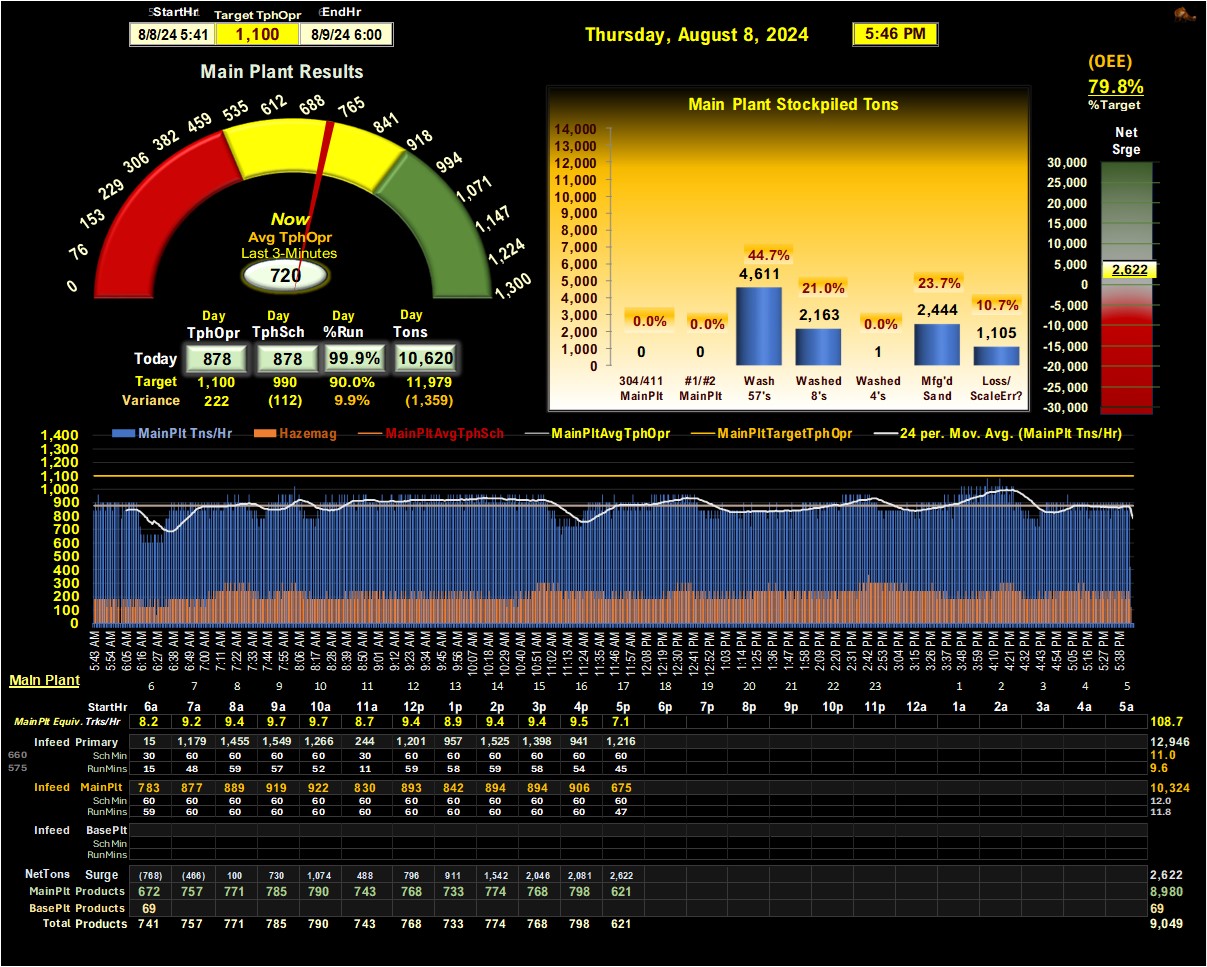 StartHr Target TphOpr EndHr
8/8/24 5:41 1,100 8/9/24 6:00
Thursday, August 8, 2024 5:46 PM
(OEE)
79.8%
%Target
Main Plant Results
0 76 153 229 306 382 459 535 612 688 765 841 918 994 1,071 1,147 1,224 1,300
Now
Avg TphOpr
Last 3-Minutes
720
Day Day Day Day
TphOpr TphSch %Run Tons
Today 878 878 99.9% 10,620
Target 1,100 990 90.0% 11,979
Variance 222 (112) 9.9% (1,359)
Main Plant Stockpiled Tons
14,000
13,000
12,000
11,000
10,000
9,000
8,000
7,000
6,000
5,000
4,000
3,000
2,000
1,000
0
0.0% 0.0% 44.7% 21.0% 0.0% 23.7% 10.7%
0 0 4,611 2,163 1 2,444 1,105
304/411 #1/#2 Wash Washed Washed Mfg'd Loss/
MainPlt MainPlt 57's 8's 4's Sand ScaleErr?
Net
Srge
30,000
25,000
20,000
15,000
10,000
5,000
0
-5,000
-10,000
-15,000
-20,000
-25,000
-30,000
2,622
MainPlt Tns/Hr Hazemag MainPltAvgTphSch MainPltAvgTphOpr MainPltTargetTphOpr 24 per. Mov. Avg. (MainPlt Tns/Hr)
1,400
1,300
1,200
1,100
1,000
900
800
700
600
500
400
300
200
100
0
5:43 AM 5:54 AM 6:05 AM 6:16 AM 6:27 AM 6:38 AM 6:49 AM 7:00 AM 7:11 AM 7:22 AM 7:33 AM 7:44 AM 7:55 AM 8:06 AM 8:17 AM 8:28 AM 8:39 AM 8:50 AM 9:01 AM 9:12 AM 9:23 AM 9:34 AM 9:45 AM 9:56 AM 10:07 AM 10:18 AM 10:29 AM 10:40 AM 10:51 AM 11:02 AM 11:13 AM 11:24 AM 11:35 AM 11:46 AM 11:57 AM 12:08 PM 12:19 PM 12:30 PM 12:41 PM 12:52 PM 1:03 PM 1:14 PM 1:25 PM 1:36 PM 1:47 PM 1:58 PM 2:09 PM 2:20 PM 2:31 PM 2:42 PM 2:53 PM 3:04 PM 3:15 PM 3:26 PM 3:37 PM 3:48 PM 3:59 PM 4:10 PM 4:21 PM 4:32 PM 4:43 PM 4:54 PM 5:05 PM 5:16 PM 5:27 PM 5:38 PM
Main Plant
6 7 8 9 10 11 12 13 14 15 16 17 18 19 20 21 22 23 1 2 3 4 5
StartHr 6a 7a 8a 9a 10a 11a 12p 1p 2p 3p 4p 5p 6p 7p 8p 9p 10p 11p 12a 1a 2a 3a 4a 5a
MainPlt Equiv. Trks/Hr 8.2 9.2 9.4 9.7 9.7 8.7 9.4 8.9 9.4 9.4 9.5 7.1 108.7
Infeed Primary 15 1,179 1,455 1,549 1,266 244 1,201 957 1,525 1,398 941 1,216 12,946
660 SchMin 30 60 60 60 60 30 60 60 60 60 60 60 11.0
575 RunMins 15 48 59 57 52 11 59 58 59 58 54 45 9.6
Infeed MainPlt 783 877 889 919 922 830 893 842 894 894 906 675 10,324
SchMin 60 60 60 60 60 60 60 60 60 60 60 60 12.0
RunMins 59 60 60 60 60 60 60 60 60 60 60 47 11.8
Infeed BasePlt
SchMin
RunMins
NetTons Surge (768) (466) 100 730 1,074 488 796 911 1,542 2,046 2,081 2,622 2,622
MainPlt Products 672 757 771 785 790 743 768 733 774 768 798 621 8,980
BasePlt Products 69 69
Total Products 741 757 771 785 790 743 768 733 774 768 798 621 9,049